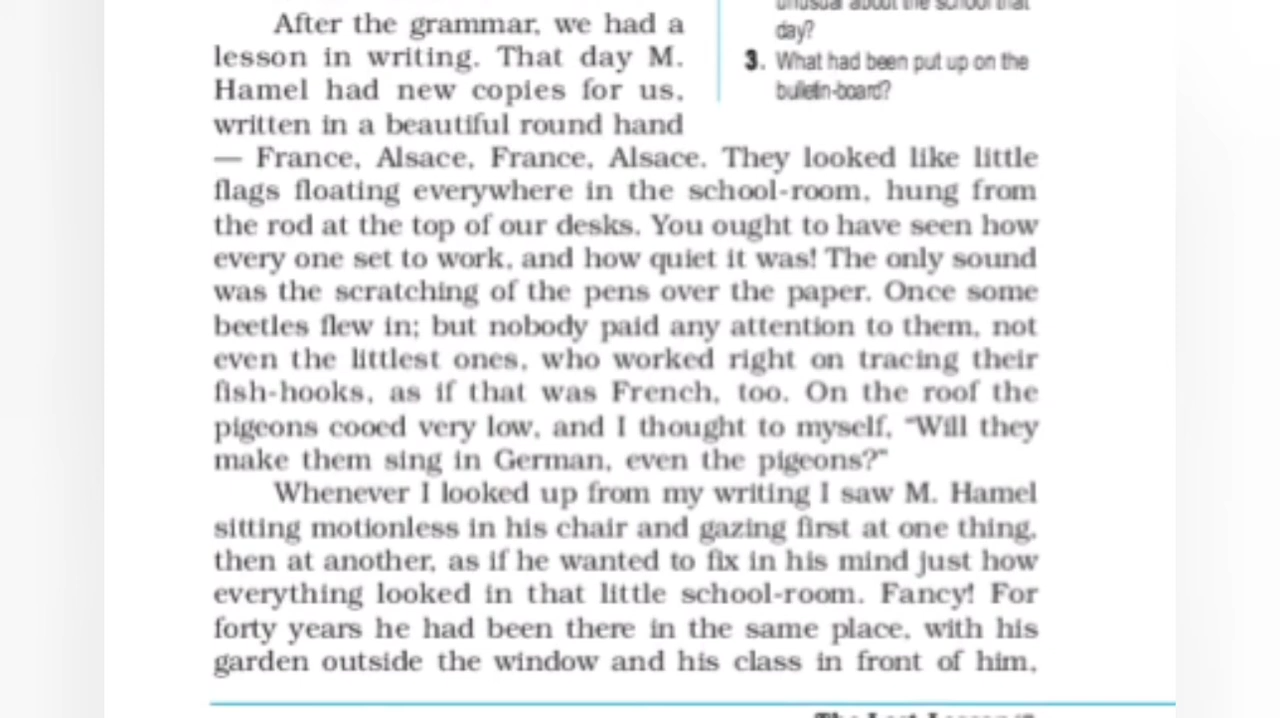 After the grammar, we had a
lesson in writing. That day M.
Hamel had new copies for us,
written in a beautiful round hand
— France, Alsace, France, Alsace. They looked like little
flags floating everywhere in the school-room, hung from
the rod at the top of our desks. You ought to have seen how
every one set to work, and how quiet it was! The only sound
was the scratching of the pens over the paper. Once some
beetles flew in; but nobody paid any attention to them, not
even the littlest ones, who worked right on tracing their
fish-hooks, as if that was French, too. On the roof the
pigeons cooed very low, and I thought to myself, “Will they
make them sing in German, even the pigeons?”
Whenever I looked up from my writing I saw M. Hamel
sitting motionless in his chair and gazing first at one thing,
then at another, as if he wanted to fix in his mind just how
everything looked in that little school-room. Fancy! For
forty years he had been there in the same place, with his
garden outside the window and his class in front of him,
unusual about the school that
day?
3. What had been put up on the
bulletin-board?
The Last Lesson